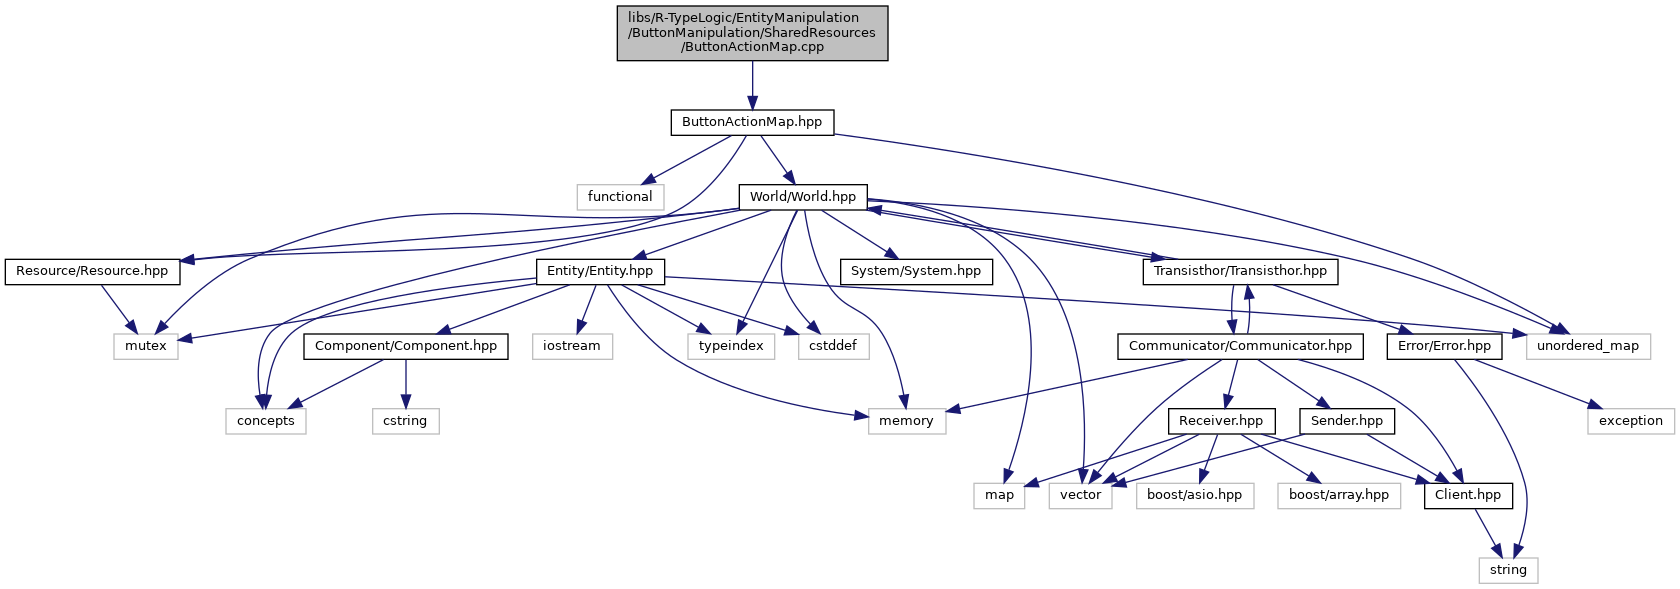 libs/R-TypeLogic/EntityManipulation
/ButtonManipulation/SharedResources
/ButtonActionMap.cpp
ButtonActionMap.hpp
functional
World/World.hpp
Resource/Resource.hpp
Entity/Entity.hpp
System/System.hpp
Transisthor/Transisthor.hpp
mutex
Component/Component.hpp
iostream
typeindex
cstddef
Communicator/Communicator.hpp
Error/Error.hpp
unordered_map
concepts
cstring
memory
Receiver.hpp
Sender.hpp
exception
map
vector
boost/asio.hpp
boost/array.hpp
Client.hpp
string